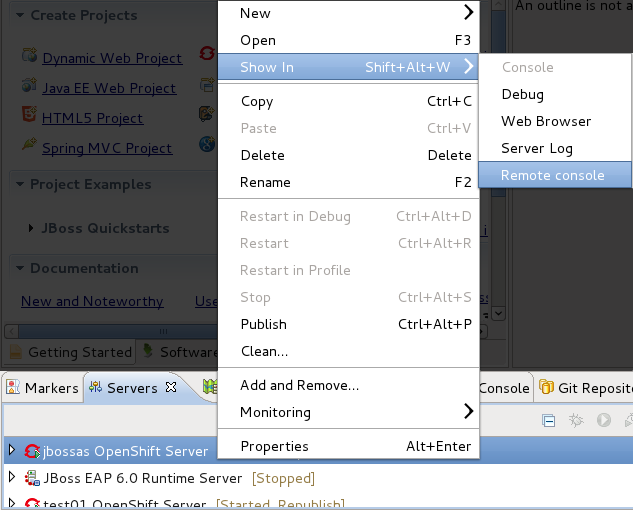 Create Projects
Dynamic Web Project
Java EE Web Project
HTML5 Project
Spring MVC Project
Project Examples
JBoss Quickstarts
Documentation
New and Noteworthy
Getting Started
Software
New
Open F3
Show In Shift+Alt+W
Copy Ctrl+C
Paste Ctrl+V
Delete Delete
Rename F2
Restart in Debug Ctrl+Alt+D
Restart Ctrl+Alt+R
Restart in Profile
Stop Ctrl+Alt+S
Publish Ctrl+Alt+P
Clean...
Add and Remove...
Monitoring
Properties Alt+Enter
An outline is not a
Console
Debug
Web Browser
Server Log
Remote console
Markers Servers Console Git Reposit
jbossas OpenShift Server
JBoss EAP 6.0 Runtime Server [Stopped]
test01 OpenShift Server [Started, Republish]